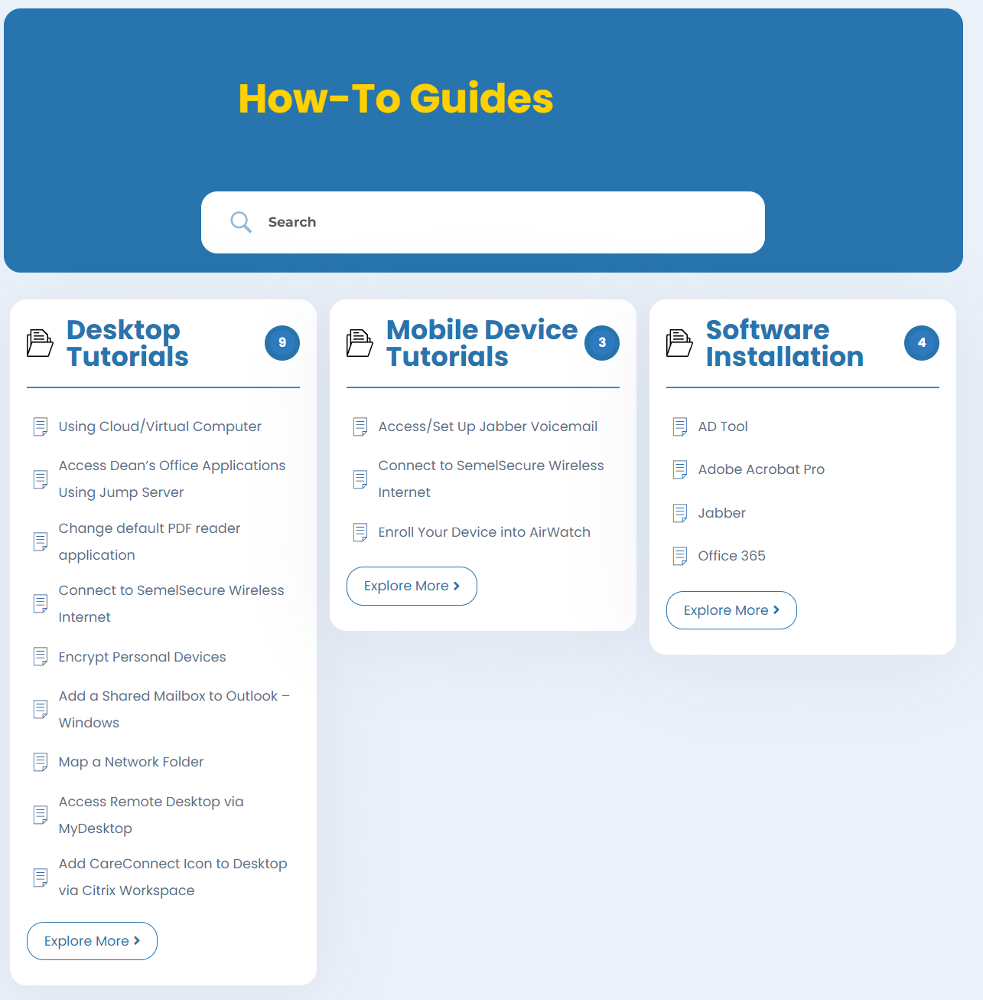 How-To Guides
Search
Desktop
Tutorials
9
Using Cloud/Virtual Computer
Access Dean’s Office Applications
Using Jump Server
Change default PDF reader
application
Connect to SemelSecure Wireless
Internet
Encrypt Personal Devices
Add a Shared Mailbox to Outlook –
Windows
Map a Network Folder
Access Remote Desktop via
MyDesktop
Add CareConnect Icon to Desktop
via Citrix Workspace
Explore More
Mobile Device
Tutorials
3
Access/Set Up Jabber Voicemail
Connect to SemelSecure Wireless
Internet
Enroll Your Device into AirWatch
Explore More
Software
Installation
4
AD Tool
Adobe Acrobat Pro
Jabber
Office 365
Explore More